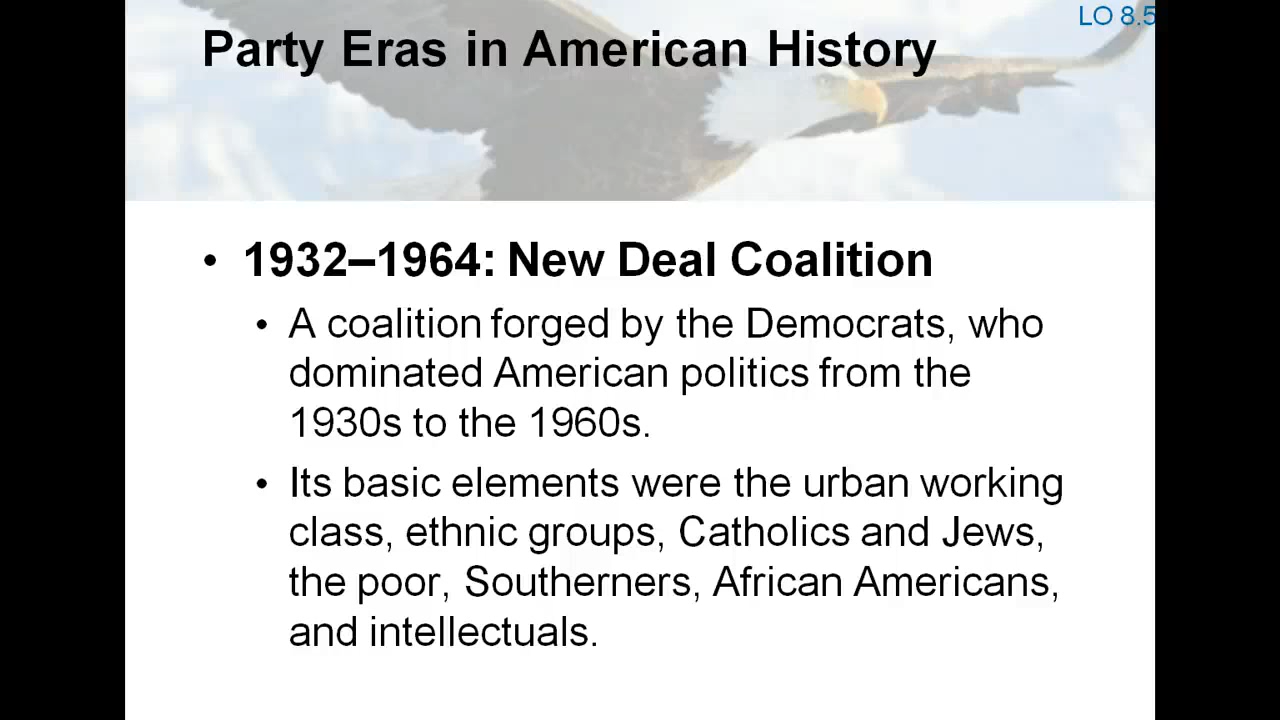 LO 8.5
Party Eras in American History
• 1932–1964: New Deal Coalition
• A coalition forged by the Democrats, who
dominated American politics from the
1930s to the 1960s.
• Its basic elements were the urban working
class, ethnic groups, Catholics and Jews,
the poor, Southerners, African Americans,
and intellectuals.